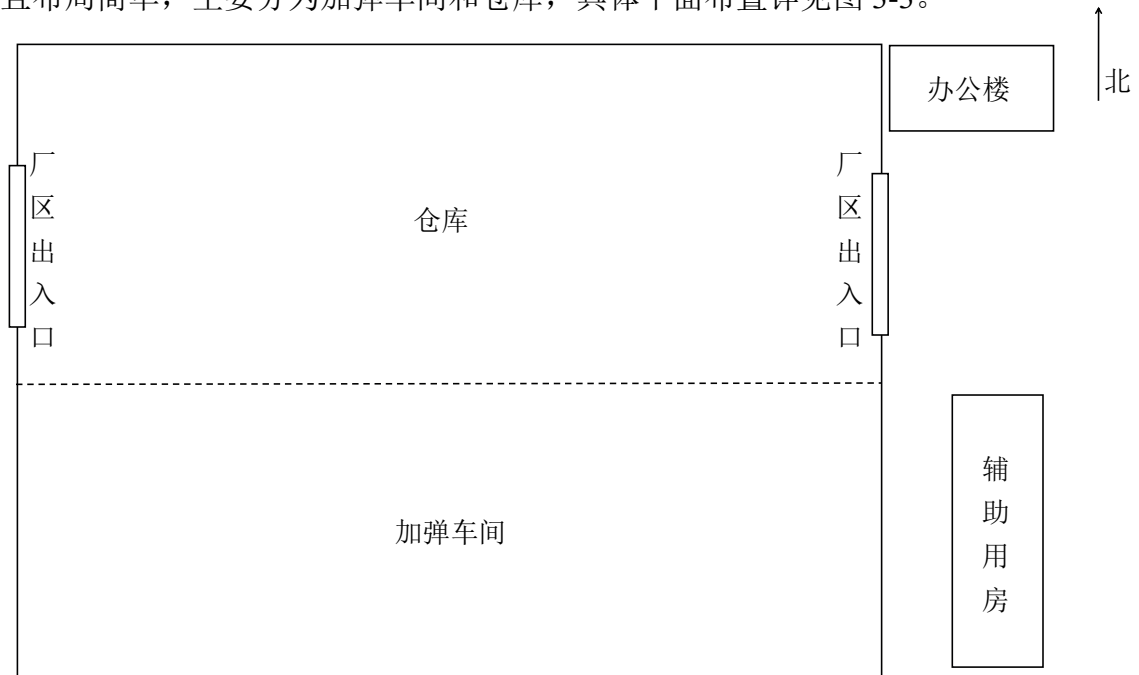 且布局简单，主要分为加弹车间和仓库，具体平面布置详见图 3-3。
北
办公楼
厂区出入口
仓库
厂区出入口
加弹车间
辅助用房